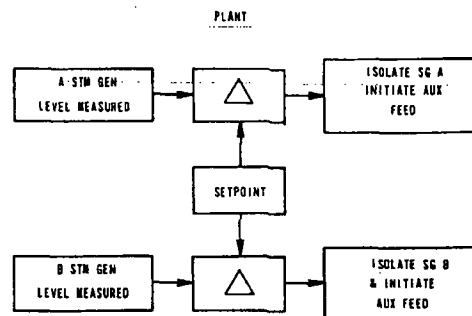 PLANT
A STM GEN
LEVEL MEASURED
△
ISOLATE SG A
INITIATE AUX
FEED
SETPOINT
B STM GEN
LEVEL MEASURED
△
ISOLATE SG B
& INITIATE
AUX FEED